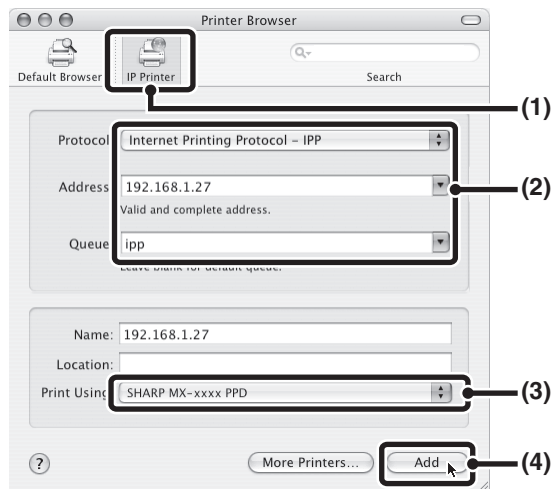 Printer Browser
Default Browser
IP Printer
Q
Search
(1)
Protocol
Internet Printing Protocol – IPP
(2)
Address
192.168.1.27
Valid and complete address.
Queue
ipp
Leave blank for default queue.
Name: 192.168.1.27
Location:
Print Using
SHARP MX-xxxx PPD
(3)
?
More Printers...
Add
(4)